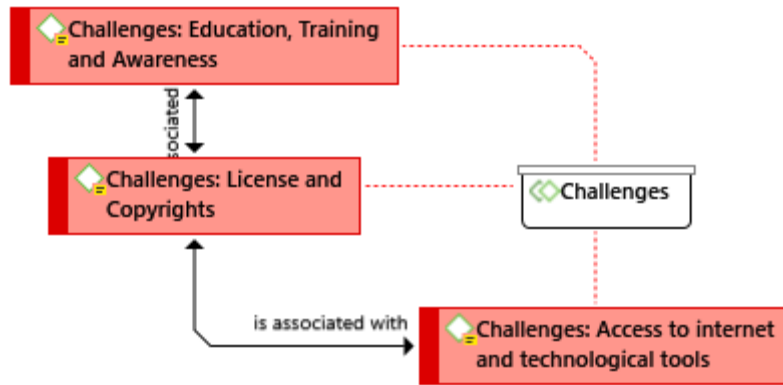 Challenges: Education, Training
and Awareness
sociated
Challenges: License and
Copyrights
Challenges
is associated with
Challenges: Access to internet
and technological tools